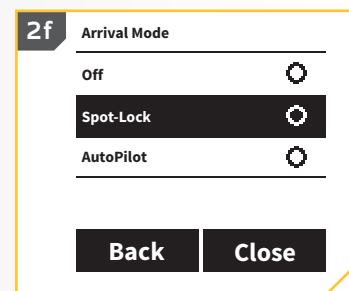 2f
Arrival Mode
Off
Spot-Lock
AutoPilot
Back Close